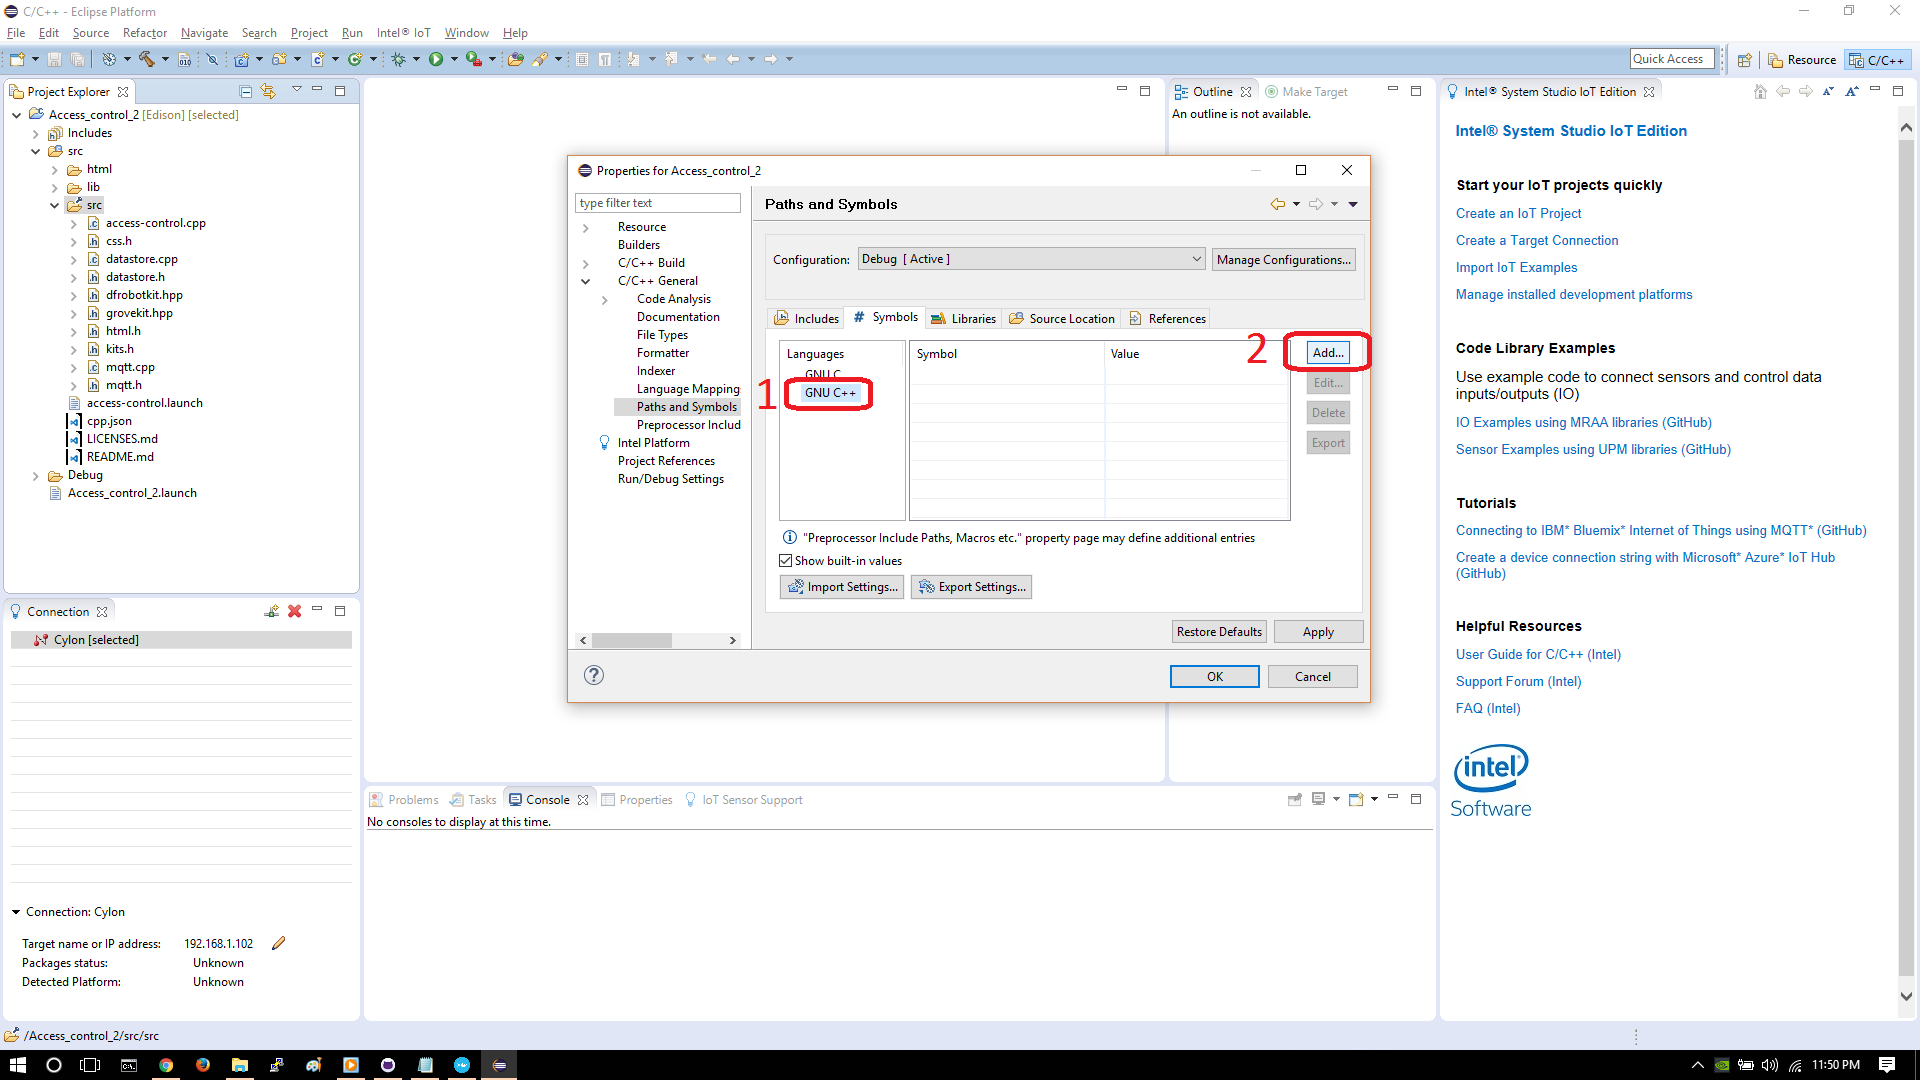 C/C++ - Eclipse Platform
File Edit Source Refactor Navigate Search Project Run Intel® IoT Window Help
Quick Access
Resource
C/C++
Project Explorer
Access_control_2 [Edison] [selected]
Includes
src
html
lib
src
access-control.cpp
css.h
datastore.cpp
datastore.h
dfrobotkit.hpp
grovekit.hpp
html.h
kits.h
mqtt.cpp
mqtt.h
access-control.launch
cpp.json
LICENSES.md
README.md
Debug
Access_control_2.launch
Connection
Cylon [selected]
Connection: Cylon
Target name or IP address: 192.168.1.102
Packages status: Unknown
Detected Platform: Unknown
Properties for Access_control_2
type filter text
Resource
Builders
C/C++ Build
C/C++ General
Code Analysis
Documentation
File Types
Formatter
Indexer
Language Mapping
Paths and Symbols
Preprocessor Includ
Intel Platform
Project References
Run/Debug Settings
Paths and Symbols
Configuration: Debug [ Active ] Manage Configurations...
Includes # Symbols Libraries Source Location References
Languages
GNU C
1 GNU C++
Symbol Value
2 Add...
Edit...
Delete
Export
"Preprocessor Include Paths, Macros etc." property page may define additional entries
Show built-in values
Import Settings... Export Settings...
Restore Defaults Apply
OK Cancel
Outline Make Target
An outline is not available.
Problems Tasks Console Properties IoT Sensor Support
No consoles to display at this time.
Intel® System Studio IoT Edition
Intel® System Studio IoT Edition
Start your IoT projects quickly
Create an IoT Project
Create a Target Connection
Import IoT Examples
Manage installed development platforms
Code Library Examples
Use example code to connect sensors and control data
inputs/outputs (IO)
IO Examples using MRAA libraries (GitHub)
Sensor Examples using UPM libraries (GitHub)
Tutorials
Connecting to IBM* Bluemix* Internet of Things using MQTT* (GitHub)
Create a device connection string with Microsoft* Azure* IoT Hub
(GitHub)
Helpful Resources
User Guide for C/C++ (Intel)
Support Forum (Intel)
FAQ (Intel)
intel
Software
/Access_control_2/src/src
11:50 PM